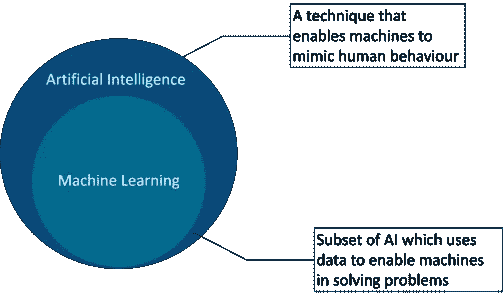 A technique that
enables machines to
mimic human behaviour
Artificial Intelligence
Machine Learning
Subset of AI which uses
data to enable machines
in solving problems